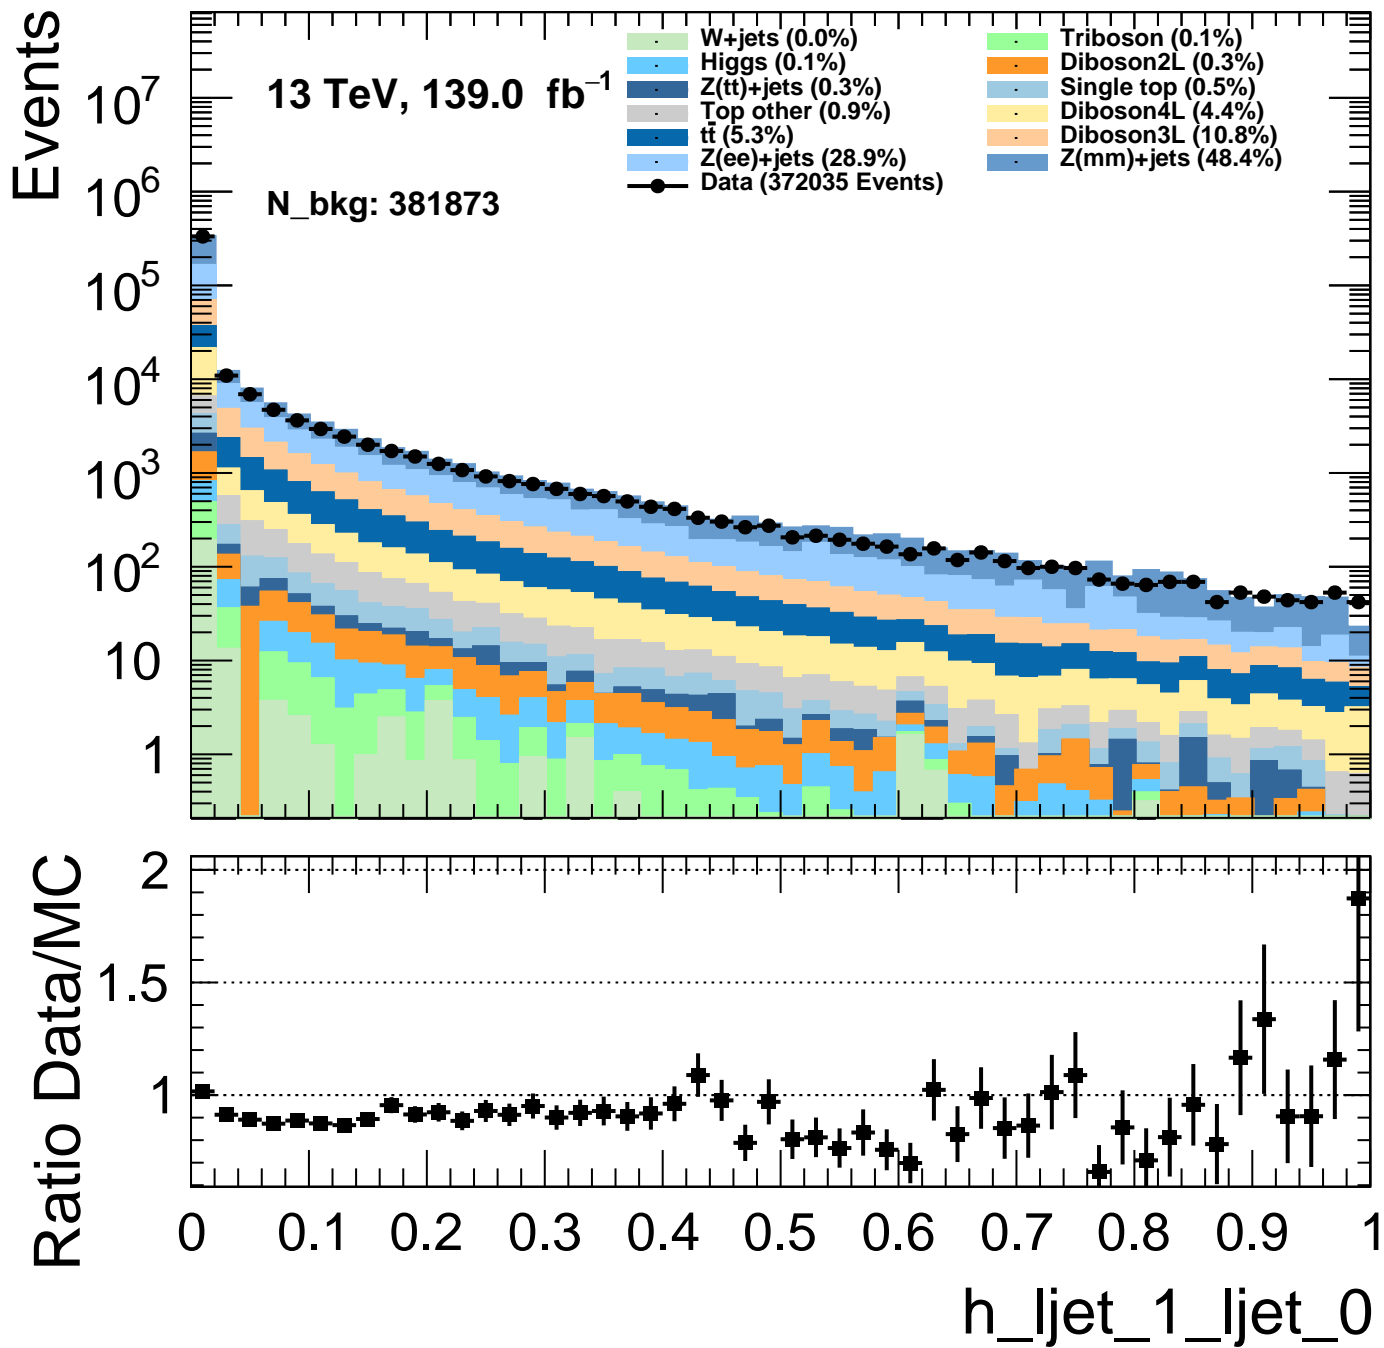 Events
10⁷
10⁶
10⁵
10⁴
10³
10²
10
1
13 TeV, 139.0 fb⁻¹
N_bkg: 381873
W+jets (0.0%)
Higgs (0.1%)
Z(tt)+jets (0.3%)
Top other (0.9%)
tt̄ (5.3%)
Z(ee)+jets (28.9%)
Data (372035 Events)
Triboson (0.1%)
Diboson2L (0.3%)
Single top (0.5%)
Diboson4L (4.4%)
Diboson3L (10.8%)
Z(mm)+jets (48.4%)
Ratio Data/MC
2
1.5
1
0 0.1 0.2 0.3 0.4 0.5 0.6 0.7 0.8 0.9 1
h_ljet_1_ljet_0